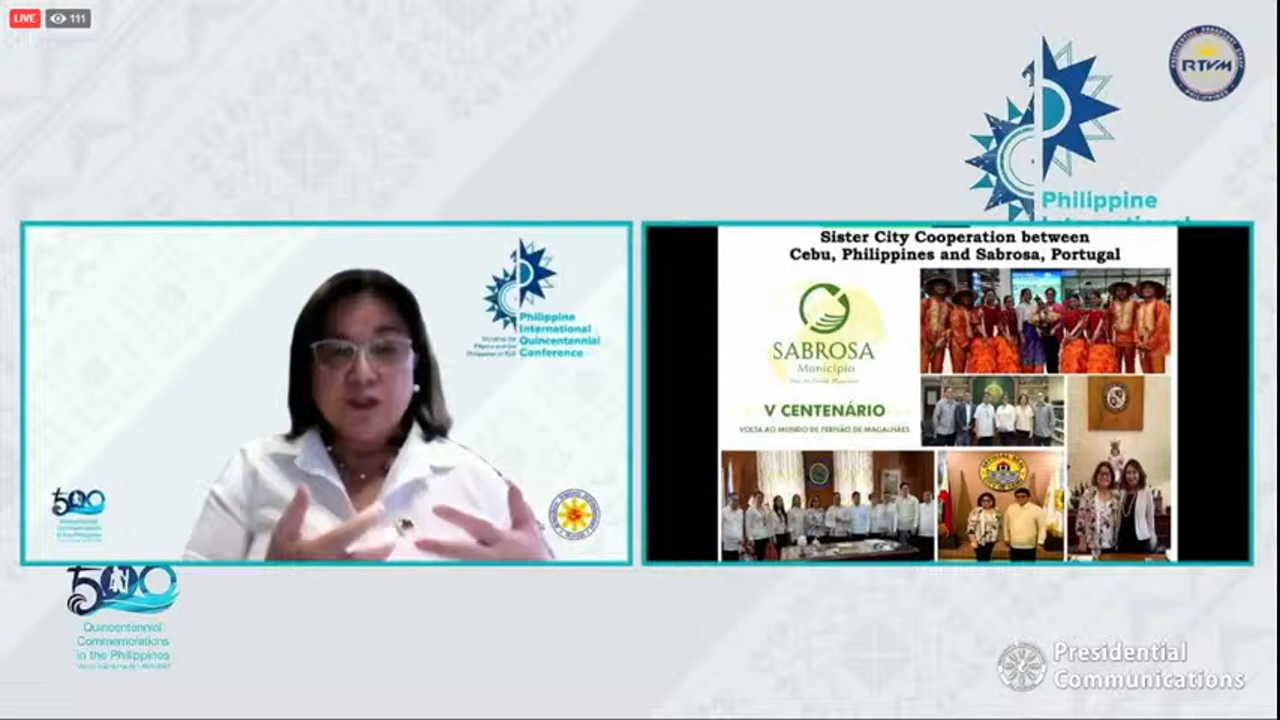 LIVE
111
RTVM
Philippine
Philippine
International
Quincentennial
Conference
500
Sister City Cooperation between
Cebu, Philippines and Sabrosa, Portugal
SABROSA
Município
V CENTENÁRIO
VOLTA AO MUNDO DE FERNÃO DE MAGALHÃES
500
Quincentennial
Commemorations
in the Philippines
Presidential
Communications